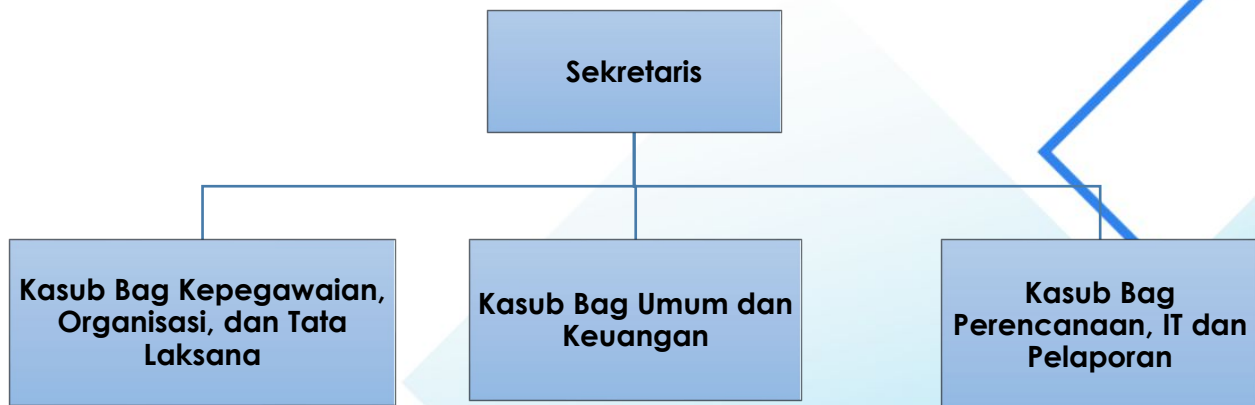 Sekretaris
Kasub Bag Kepegawaian,
Organisasi, dan Tata
Laksana
Kasub Bag Umum dan
Keuangan
Kasub Bag
Perencanaan, IT dan
Pelaporan